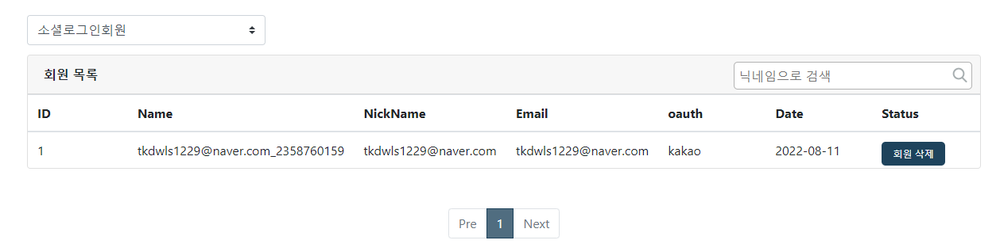 소셜로그인회원
회원 목록 닉네임으로 검색
ID Name NickName Email oauth Date Status
1 tkdwls1229@naver.com_2358760159 tkdwls1229@naver.com tkdwls1229@naver.com kakao 2022-08-11 회원 삭제
Pre 1 Next